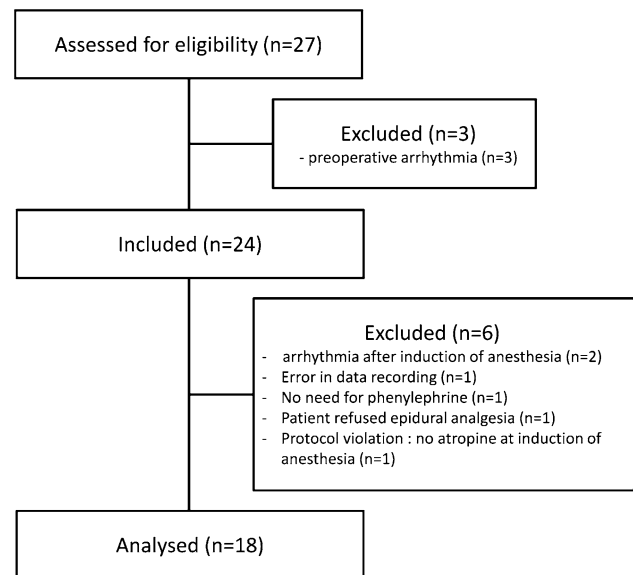 Assessed for eligibility (n=27)
Excluded (n=3)
- preoperative arrhythmia (n=3)
Included (n=24)
Excluded (n=6)
- arrhythmia after induction of anesthesia (n=2)
- Error in data recording (n=1)
- No need for phenylephrine (n=1)
- Patient refused epidural analgesia (n=1)
- Protocol violation : no atropine at induction of
anesthesia (n=1)
Analysed (n=18)